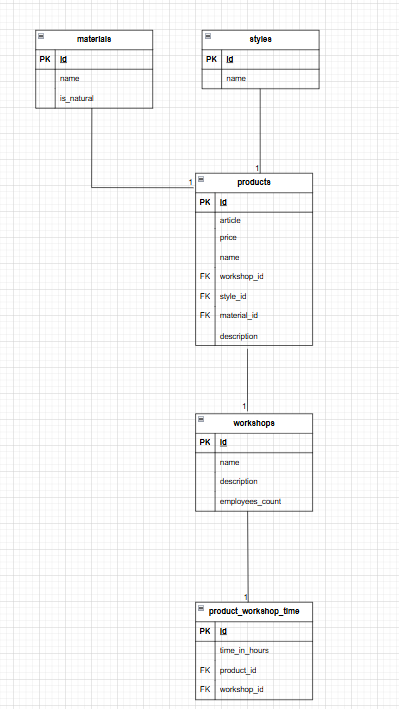 materials
PK id
name
is_natural
styles
PK id
name
1
1
products
PK id
article
price
name
FK workshop_id
FK style_id
FK material_id
description
1
workshops
PK id
name
description
employees_count
1
product_workshop_time
PK id
time_in_hours
FK product_id
FK workshop_id